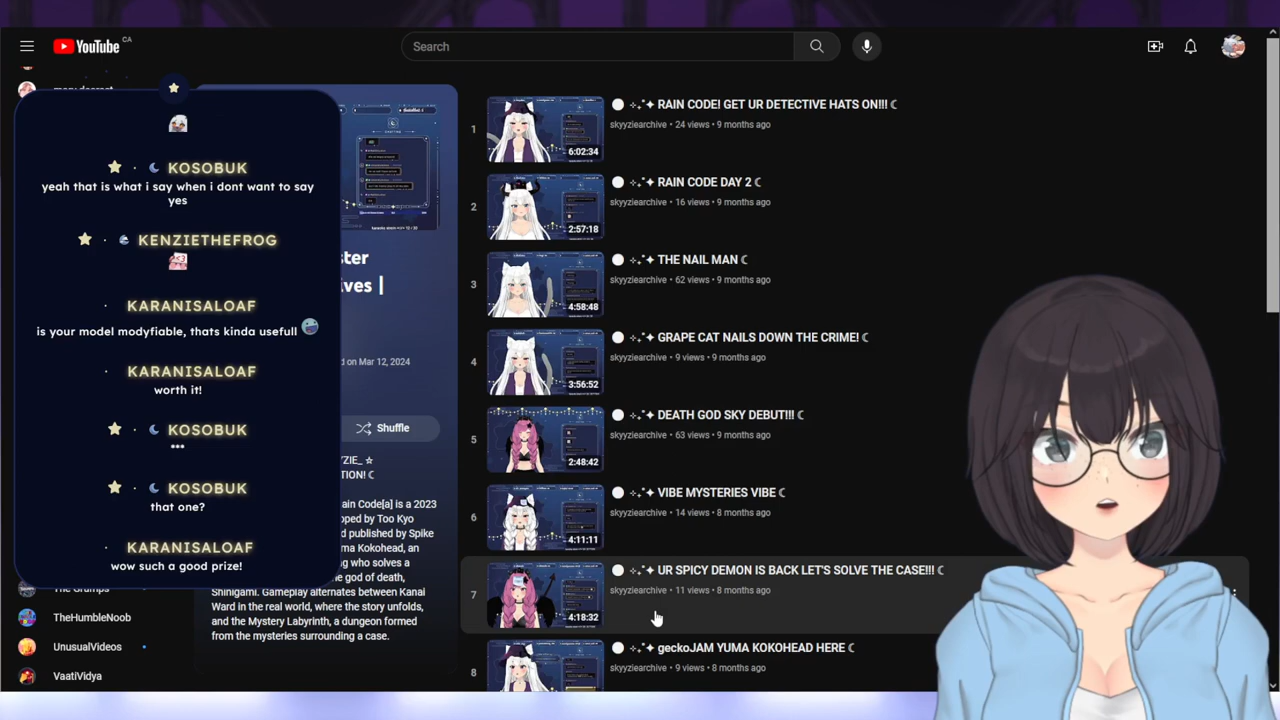 YouTube CA
Search
KOSOBUK
yeah that is what i say when i dont want to say
yes
KENZIETHEFROG
KARANISALOAF
is your model modyfiable, thats kinda usefull
KARANISALOAF
worth it!
KOSOBUK
***
KOSOBUK
that one?
KARANISALOAF
wow such a good prize!
TheHumbleNoob
UnusualVideos
VaatiVidya
ster
ves |
d on Mar 12, 2024
Shuffle
YZIE_ ☆
TION! ☾
ain Code[a] is a 2023
oped by Too Kyo
d published by Spike
ma Kokohead, an
ng who solves a
e god of death,
Shinigami. Gameplay alternates between Kanai
Ward in the real world, where the story unfolds,
and the Mystery Labyrinth, a dungeon formed
from the mysteries surrounding a case.
1
6:02:34
⚪ ⊹₊˚✦ RAIN CODE! GET UR DETECTIVE HATS ON!!! ☾
skyyziearchive • 24 views • 9 months ago
2
2:57:18
⚪ ⊹₊˚✦ RAIN CODE DAY 2 ☾
skyyziearchive • 16 views • 9 months ago
3
4:58:48
⚪ ⊹₊˚✦ THE NAIL MAN ☾
skyyziearchive • 62 views • 9 months ago
4
3:56:52
⚪ ⊹₊˚✦ GRAPE CAT NAILS DOWN THE CRIME! ☾
skyyziearchive • 9 views • 9 months ago
5
2:48:42
⚪ ⊹₊˚✦ DEATH GOD SKY DEBUT!!! ☾
skyyziearchive • 63 views • 9 months ago
6
4:11:11
⚪ ⊹₊˚✦ VIBE MYSTERIES VIBE ☾
skyyziearchive • 14 views • 8 months ago
7
4:18:32
⚪ ⊹₊˚✦ UR SPICY DEMON IS BACK LET'S SOLVE THE CASE!!! ☾
skyyziearchive • 11 views • 8 months ago
8
⚪ ⊹₊˚✦ geckoJAM YUMA KOKOHEAD HERE ☾
skyyziearchive • 9 views • 8 months ago